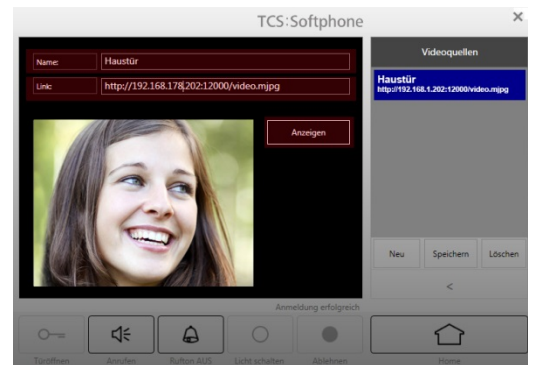 TCS:Softphone
×
Name:
Haustür
Link:
http://192.168.178.202:12000/video.mjpg
Anzeigen
Videoquellen
Haustür
http://192.168.1.202:12000/video.mjpg
Neu
Speichern
Löschen
<
Anmeldung erfolgreich
Türöffnen
Anrufen
Rufton AUS
Licht schalten
Ablehnen
Home